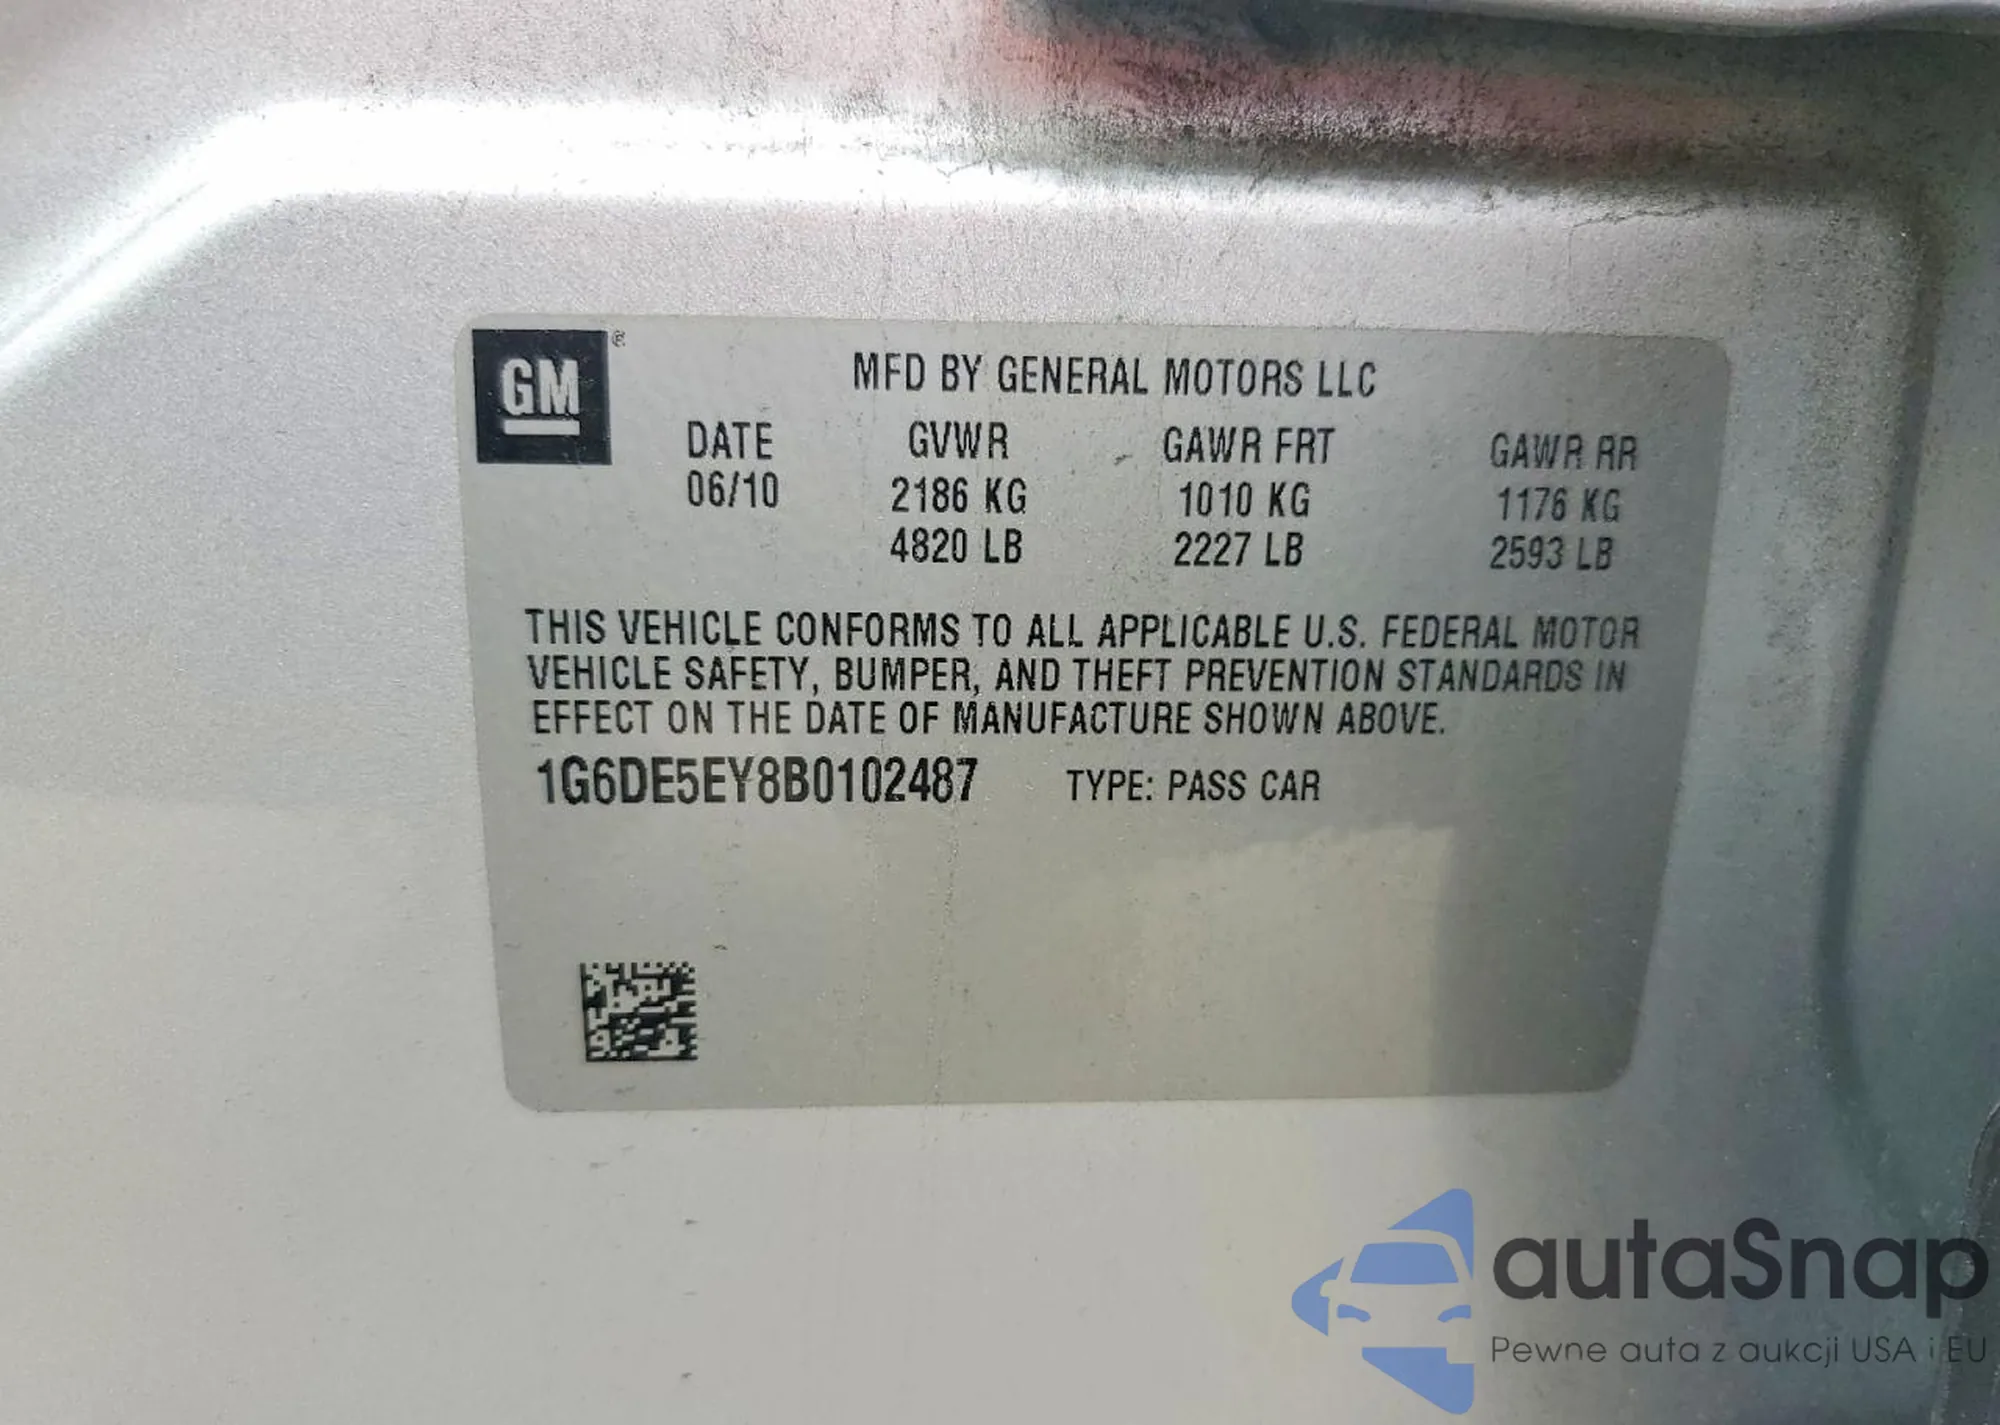 GM ®
MFD BY GENERAL MOTORS LLC
DATE GVWR GAWR FRT GAWR RR
06/10 2186 KG 1010 KG 1176 KG
4820 LB 2227 LB 2593 LB
THIS VEHICLE CONFORMS TO ALL APPLICABLE U.S. FEDERAL MOTOR
VEHICLE SAFETY, BUMPER, AND THEFT PREVENTION STANDARDS IN
EFFECT ON THE DATE OF MANUFACTURE SHOWN ABOVE.
1G6DE5EY8B0102487 TYPE: PASS CAR
autaSnap
Pewne auta z aukcji USA i EU